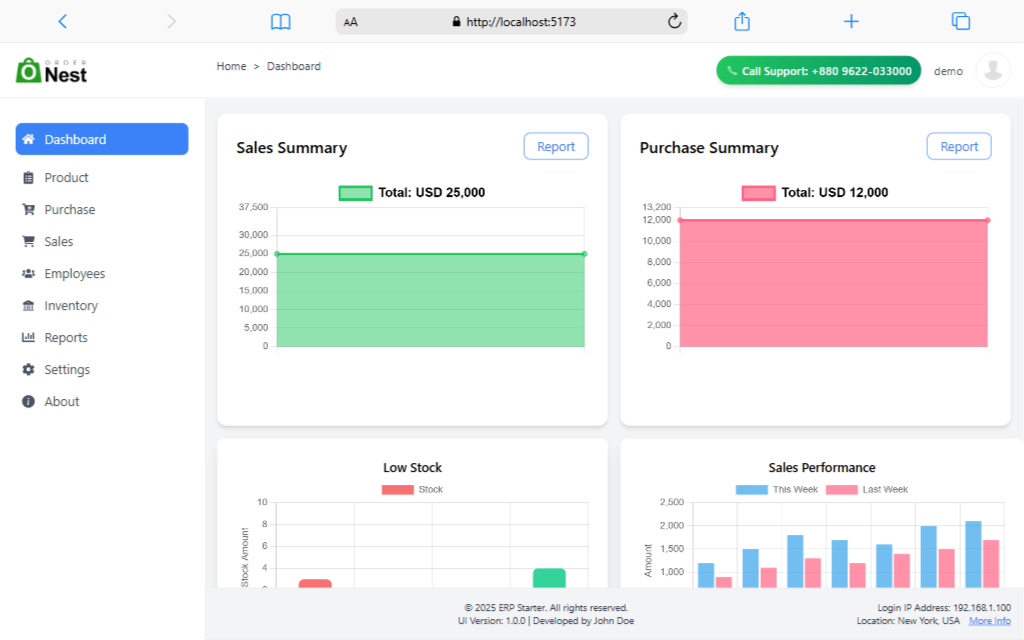 AA
http://localhost:5173
ORDER
Nest
Home > Dashboard
Call Support: +880 9622-033000
demo
Dashboard
Product
Purchase
Sales
Employees
Inventory
Reports
Settings
About
Sales Summary
Report
Total: USD 25,000
37,500
30,000
25,000
20,000
15,000
10,000
5,000
0
Purchase Summary
Report
Total: USD 12,000
13,200
12,000
10,000
8,000
6,000
4,000
2,000
0
Low Stock
Stock
10
8
6
4
Stock Amount
Sales Performance
This Week
Last Week
2,500
2,000
1,500
1,000
Amount
© 2025 ERP Starter. All rights reserved.
UI Version: 1.0.0 | Developed by John Doe
Login IP Address: 192.168.1.100
Location: New York, USA More Info